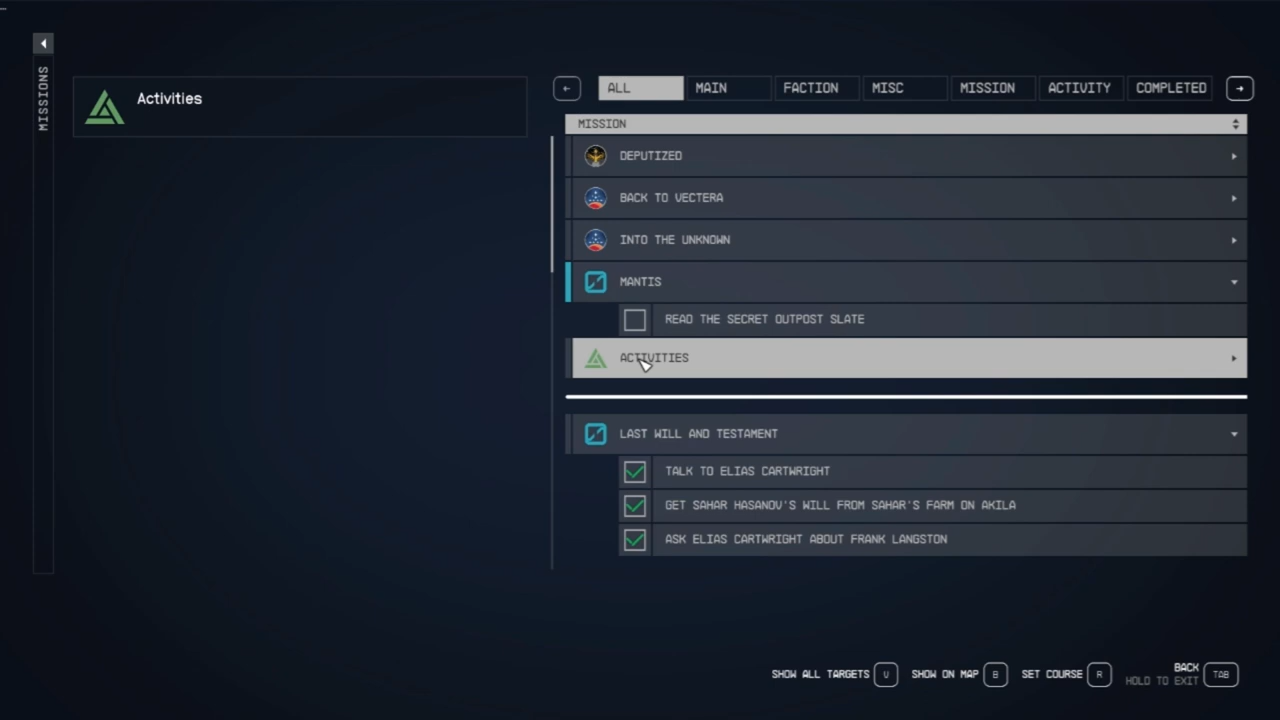 MISSIONS
Activities
ALL
MAIN
FACTION
MISC
MISSION
ACTIVITY
COMPLETED
MISSION
DEPUTIZED
BACK TO VECTERA
INTO THE UNKNOWN
MANTIS
READ THE SECRET OUTPOST SLATE
ACTIVITIES
LAST WILL AND TESTAMENT
TALK TO ELIAS CARTWRIGHT
GET SAHAR HASANOV'S WILL FROM SAHAR'S FARM ON AKILA
ASK ELIAS CARTWRIGHT ABOUT FRANK LANGSTON
SHOW ALL TARGETS V
SHOW ON MAP B
SET COURSE R
BACK
HOLD TO EXIT TAB